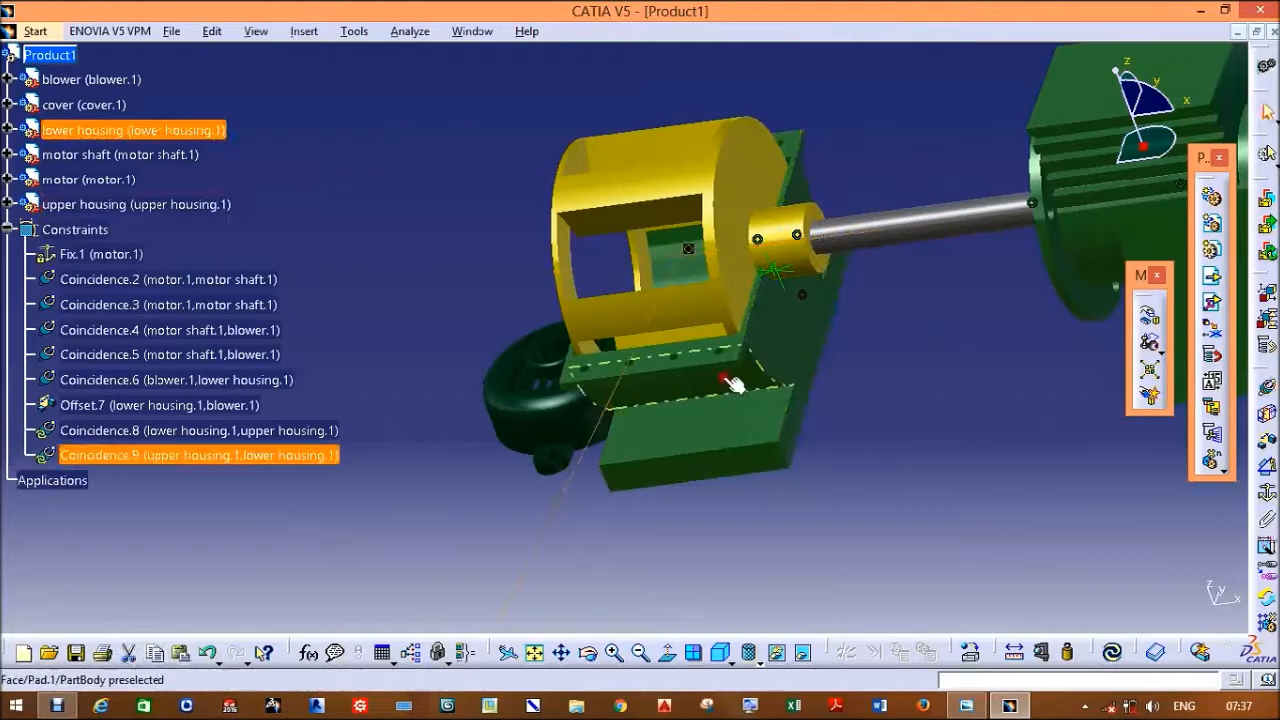 CATIA V5 - [Product1]
Start ENOVIA V5 VPM File Edit View Insert Tools Analyze Window Help
Product1
blower (blower.1)
cover (cover.1)
lower housing (lower housing.1)
motor shaft (motor shaft.1)
motor (motor.1)
upper housing (upper housing.1)
Constraints
Fix.1 (motor.1)
Coincidence.2 (motor.1,motor shaft.1)
Coincidence.3 (motor.1,motor shaft.1)
Coincidence.4 (motor shaft.1,blower.1)
Coincidence.5 (motor shaft.1,blower.1)
Coincidence.6 (blower.1,lower housing.1)
Offset.7 (lower housing.1,blower.1)
Coincidence.8 (lower housing.1,upper housing.1)
Coincidence.9 (upper housing.1,lower housing.1)
Applications
z
y
x
P...
M
z
y
x
f(x)
CATIA
Face/Pad.1/PartBody preselected
ENG
07:37